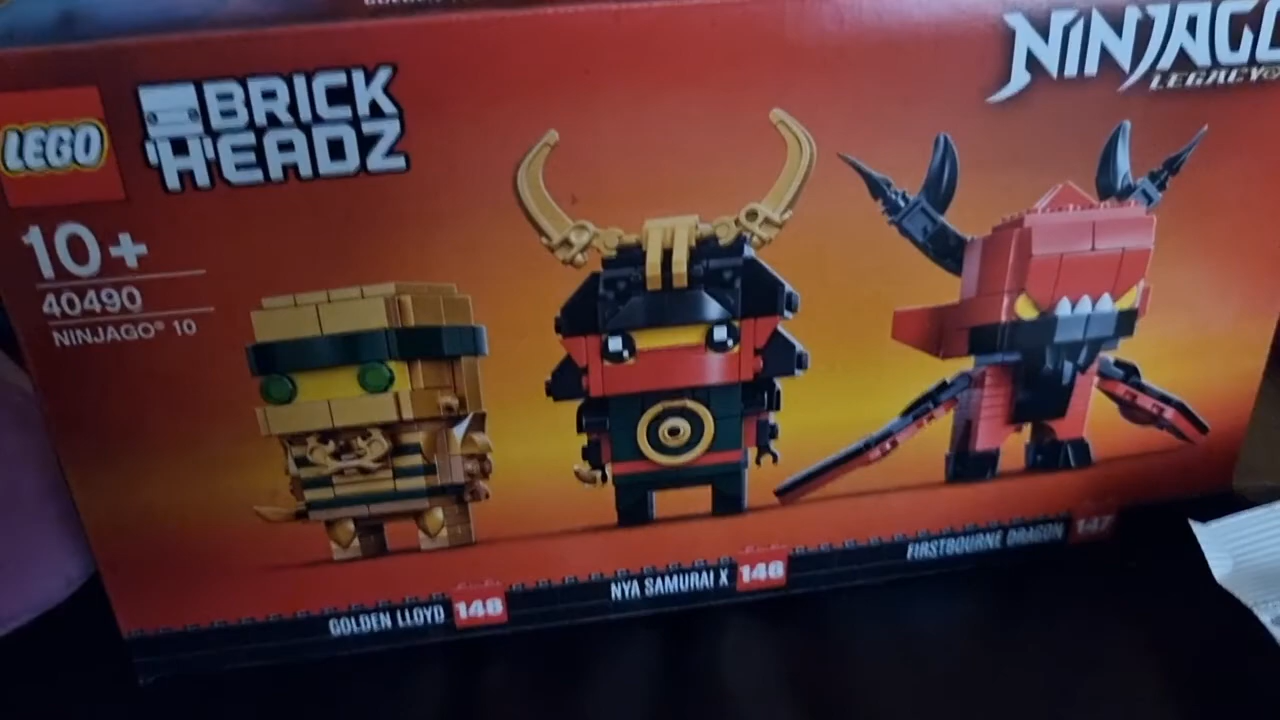 LEGO
BRICK
HEADZ
NINJAGO
LEGACY
10+
40490
NINJAGO® 10
GOLDEN LLOYD 148
NYA SAMURAI X 146
FIRSTBOURNE DRAGON 147